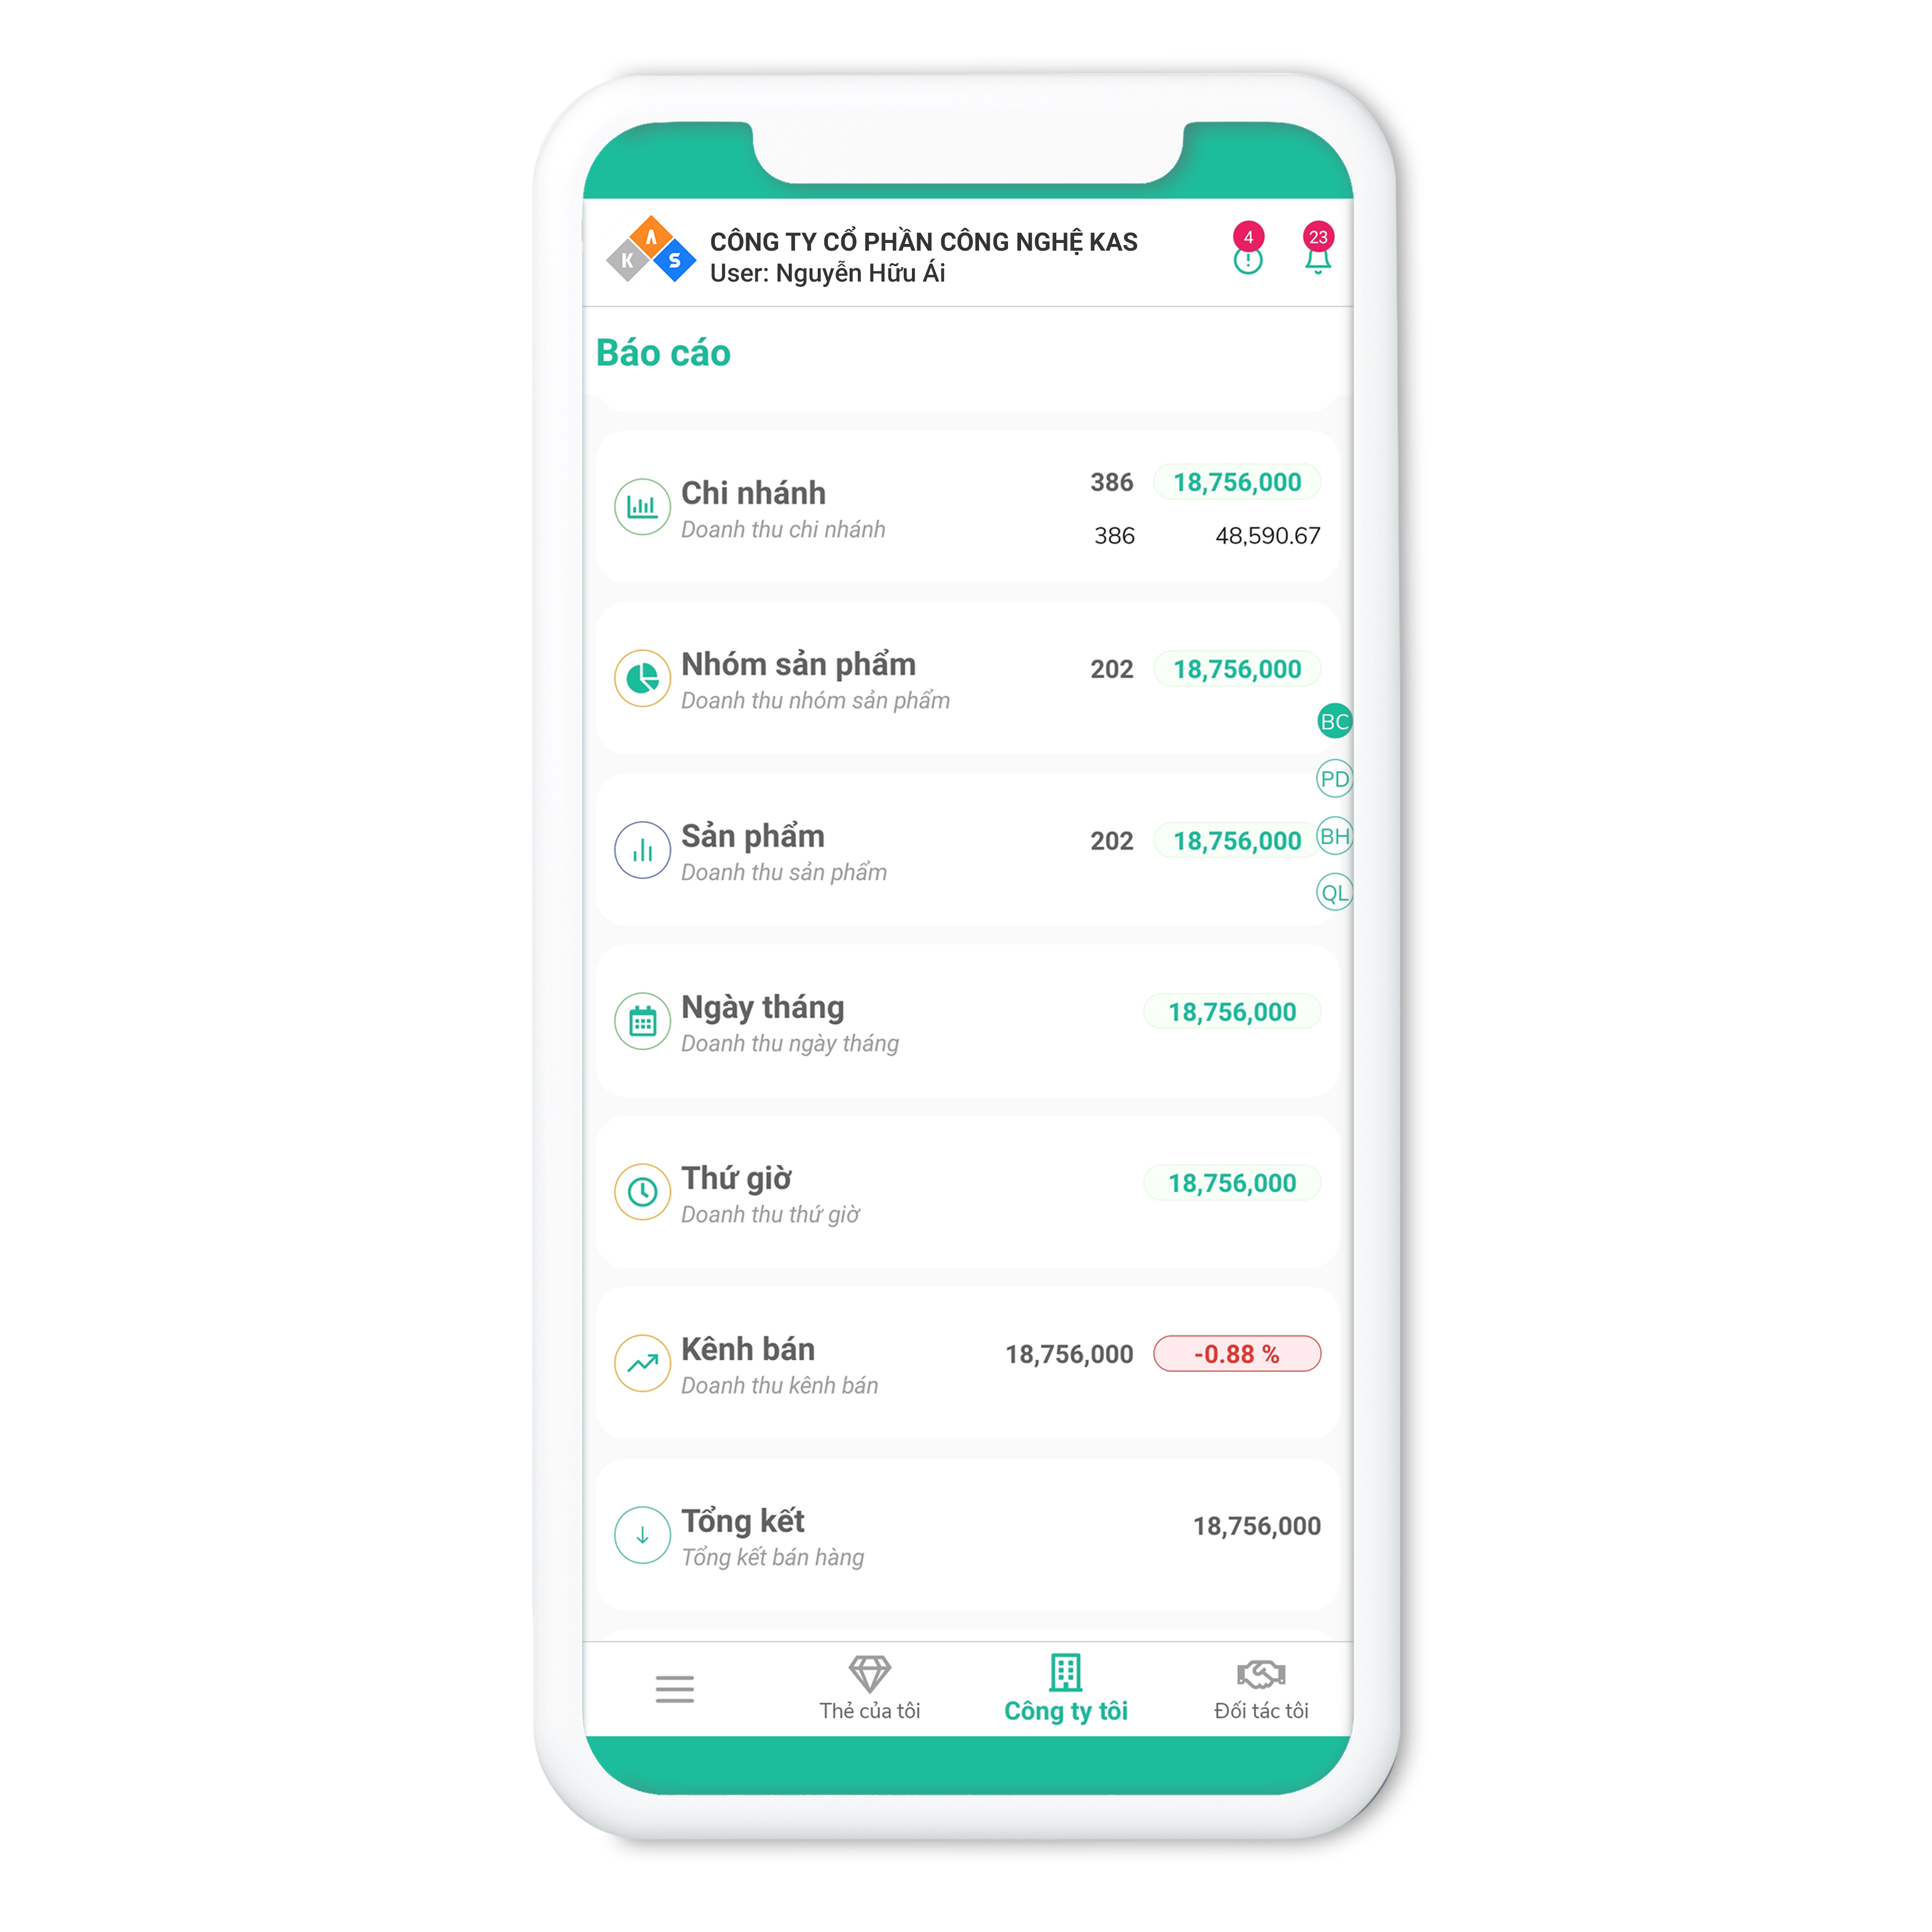 K A S
CÔNG TY CỔ PHẦN CÔNG NGHỆ KAS
User: Nguyễn Hữu Ái
4
23
Báo cáo
Chi nhánh
Doanh thu chi nhánh
386 18,756,000
386 48,590.67
Nhóm sản phẩm
Doanh thu nhóm sản phẩm
202 18,756,000
BC
PD
BH
QL
Sản phẩm
Doanh thu sản phẩm
202 18,756,000
Ngày tháng
Doanh thu ngày tháng
18,756,000
Thứ giờ
Doanh thu thứ giờ
18,756,000
Kênh bán
Doanh thu kênh bán
18,756,000 -0.88 %
Tổng kết
Tổng kết bán hàng
18,756,000
Thẻ của tôi
Công ty tôi
Đối tác tôi